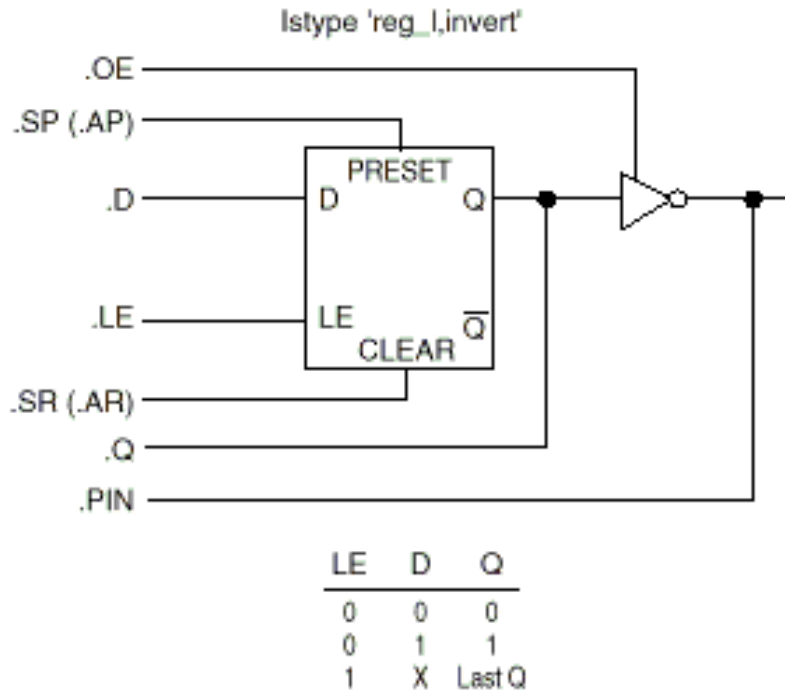 Istype 'reg_l,invert'
.OE
.SP (.AP)
PRESET
.D
D
Q
.LE
LE
Q̅
CLEAR
.SR (.AR)
.Q
.PIN
LE D Q
0 0 0
0 1 1
1 X Last Q